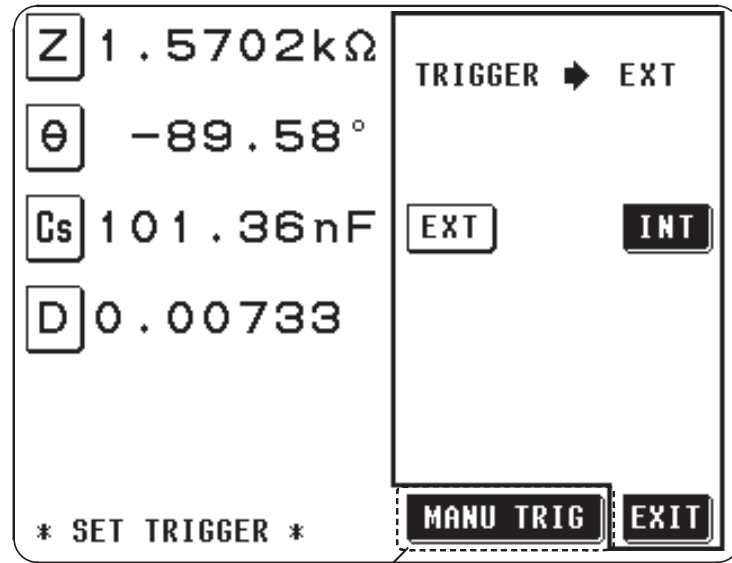 Z 1.5702kΩ
θ -89.58°
Cs 101.36nF
D 0.00733
* SET TRIGGER *
TRIGGER ➧ EXT
EXT INT
MANU TRIG EXIT